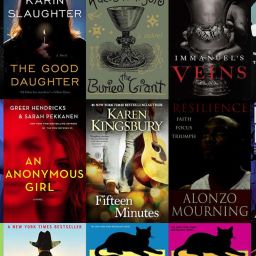 KARIN
SLAUGHTER
THE GOOD
DAUGHTER
The
Buried Giant
IMMANUEL'S
VEINS
GREER HENDRICKS
& SARAH PEKKANEN
AN
ANONYMOUS
GIRL
#1 NEW YORK TIMES BESTSELLING AUTHOR
KAREN
KINGSBURY
Fifteen
Minutes
RESILIENCE
FAITH
FOCUS
TRIUMPH
ALONZO
MOURNING
A NEW YORK TIMES BESTSELLER